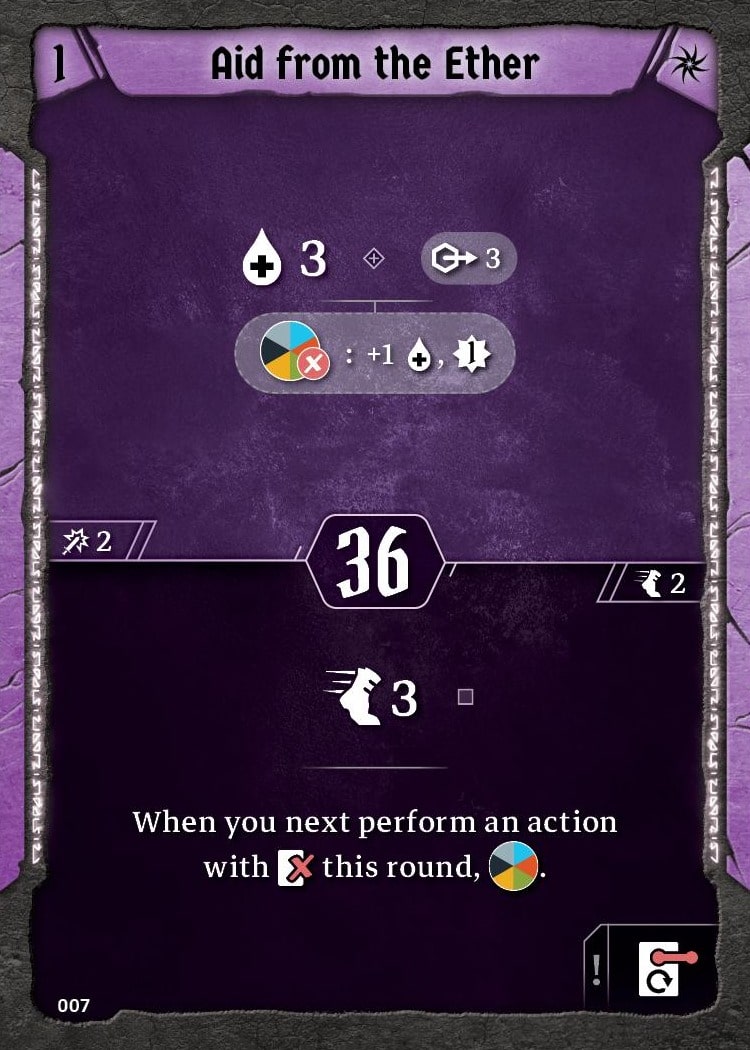 1 Aid from the Ether
3 3
: +1 , 1
2
36
2
3
When you next perform an action
with this round, .
!
007